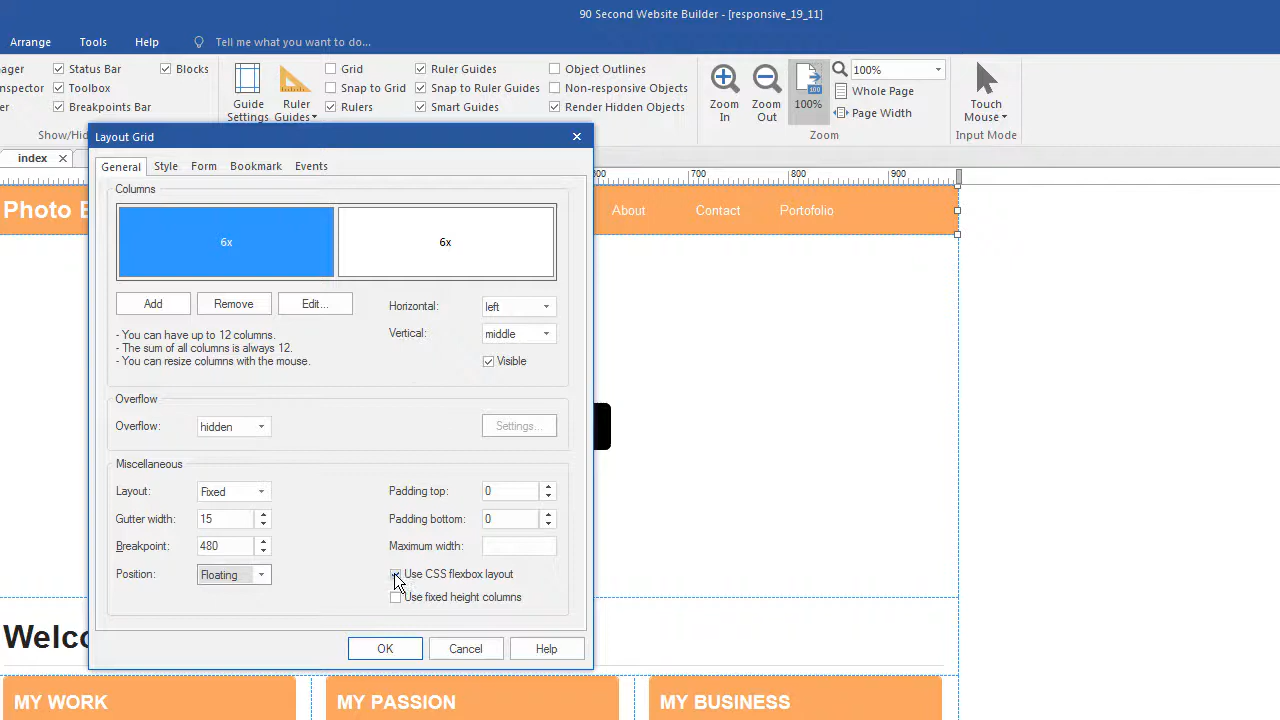 90 Second Website Builder - [responsive_19_11]
Arrange Tools Help Tell me what you want to do...
nager Status Bar Blocks Grid Ruler Guides Object Outlines 100%
nspector Toolbox Snap to Grid Snap to Ruler Guides Non-responsive Objects Whole Page
er Breakpoints Bar Rulers Smart Guides Render Hidden Objects Page Width
Guide Settings Ruler Guides Zoom In Zoom Out 100% Touch Mouse
Show/Hid Zoom Input Mode
Layout Grid
index
General Style Form Bookmark Events
600 700 800 900
Columns
Photo B About Contact Portofolio
6x 6x
Add Remove Edit... Horizontal: left
- You can have up to 12 columns. Vertical: middle
- The sum of all columns is always 12.
- You can resize columns with the mouse. Visible
Overflow
Overflow: hidden Settings...
Miscellaneous
Layout: Fixed Padding top: 0
Gutter width: 15 Padding bottom: 0
Breakpoint: 480 Maximum width:
Position: Floating Use CSS flexbox layout
Use fixed height columns
Welco
OK Cancel Help
MY WORK MY PASSION MY BUSINESS